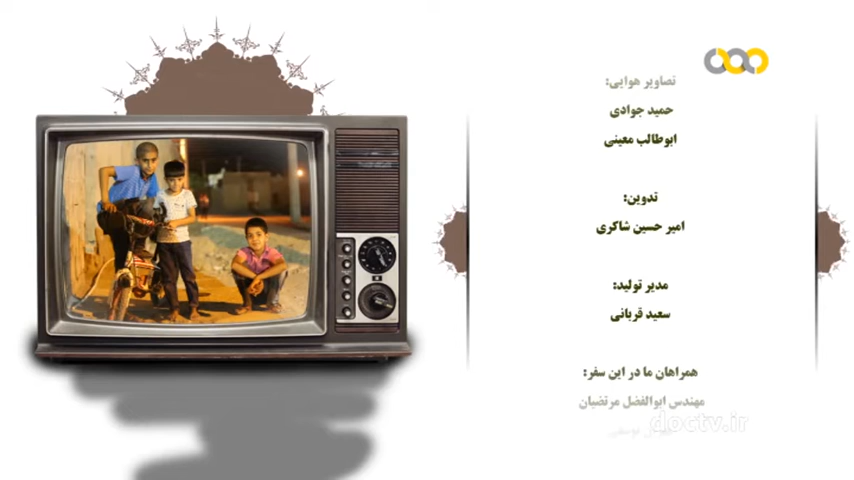 تصاویر هوایی:
حمید جوادی
ابوطالب معینی
تدوین:
امیر حسین شاکری
مدیر تولید:
سعید قربانی
همراهان ما در این سفر:
مهندس ابوالفضل مرتضیان
doctv.ir